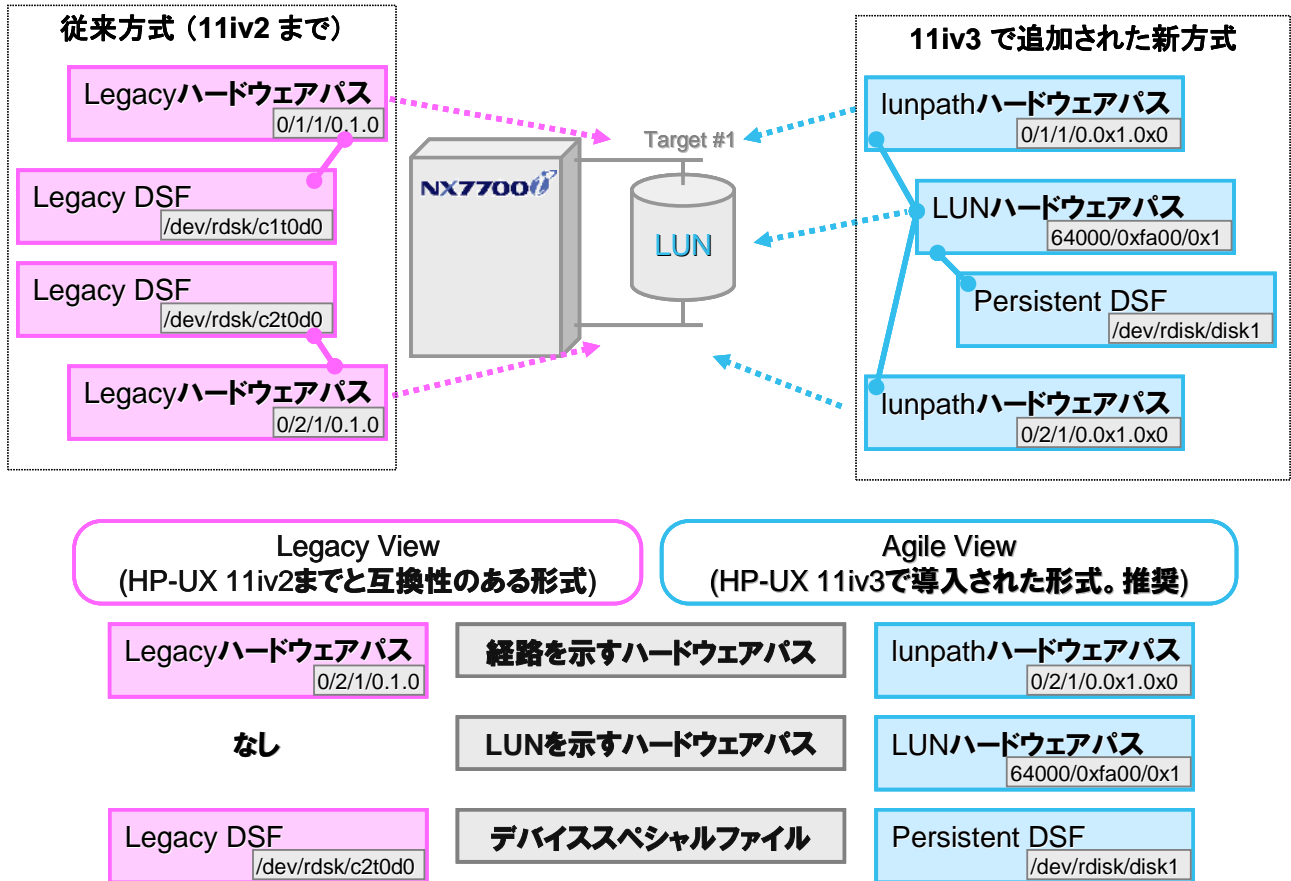 従来方式（11iv2 まで）
Legacyハードウェアパス
0/1/1/0.1.0
Legacy DSF
/dev/rdsk/c1t0d0
Legacy DSF
/dev/rdsk/c2t0d0
Legacyハードウェアパス
0/2/1/0.1.0
NX7700i
Target #1
LUN
11iv3 で追加された新方式
lunpathハードウェアパス
0/1/1/0.0x1.0x0
LUNハードウェアパス
64000/0xfa00/0x1
Persistent DSF
/dev/rdisk/disk1
lunpathハードウェアパス
0/2/1/0.0x1.0x0
Legacy View
(HP-UX 11iv2までと互換性のある形式)
Agile View
(HP-UX 11iv3で導入された形式。推奨)
Legacyハードウェアパス
0/2/1/0.1.0
経路を示すハードウェアパス
lunpathハードウェアパス
0/2/1/0.0x1.0x0
なし
LUNを示すハードウェアパス
LUNハードウェアパス
64000/0xfa00/0x1
Legacy DSF
/dev/rdsk/c2t0d0
デバイススペシャルファイル
Persistent DSF
/dev/rdisk/disk1